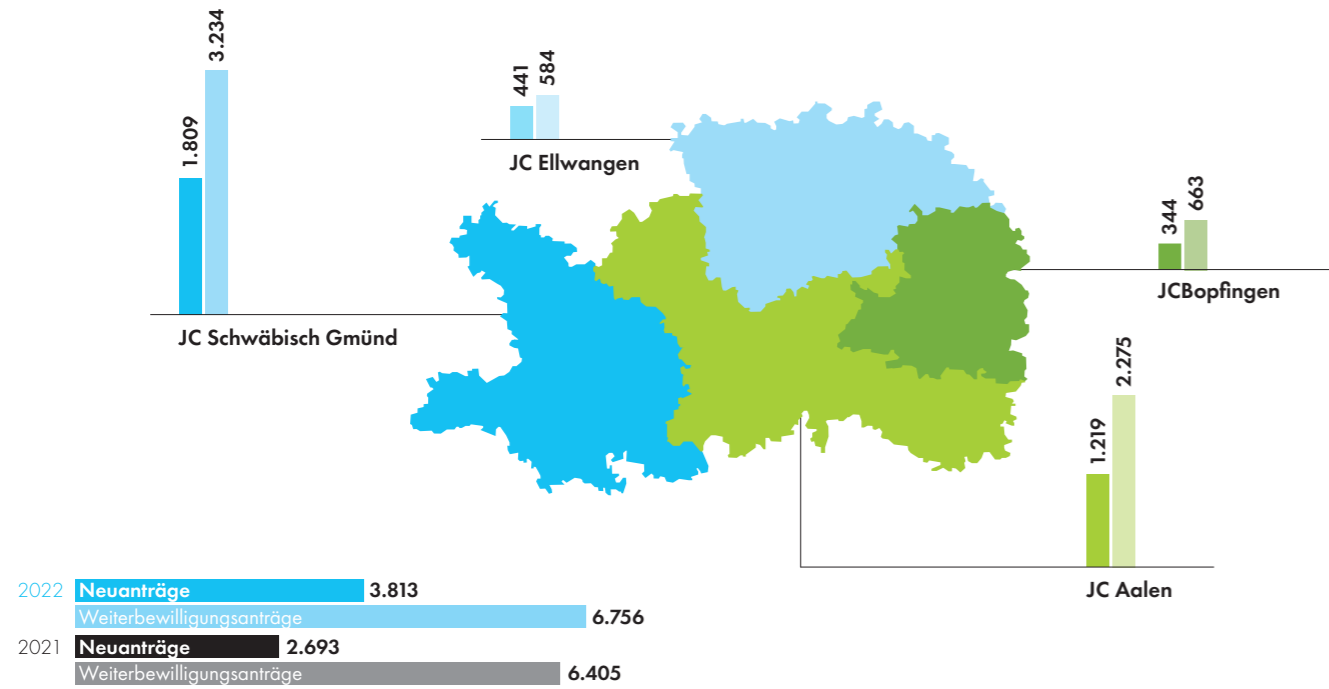 1.809
3.234
JC Schwäbisch Gmünd
441
584
JC Ellwangen
344
663
JCBopfingen
1.219
2.275
JC Aalen
2022 Neuanträge 3.813
Weiterbewilligungsanträge 6.756
2021 Neuanträge 2.693
Weiterbewilligungsanträge 6.405